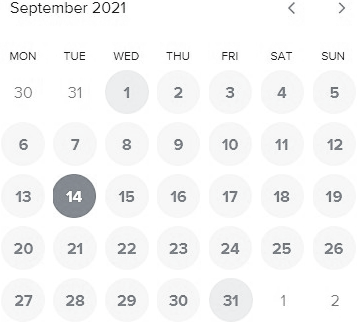 September 2021
MON TUE WED THU FRI SAT SUN
30 31 1 2 3 4 5
6 7 8 9 10 11 12
13 14 15 16 17 18 19
20 21 22 23 24 25 26
27 28 29 30 31 1 2